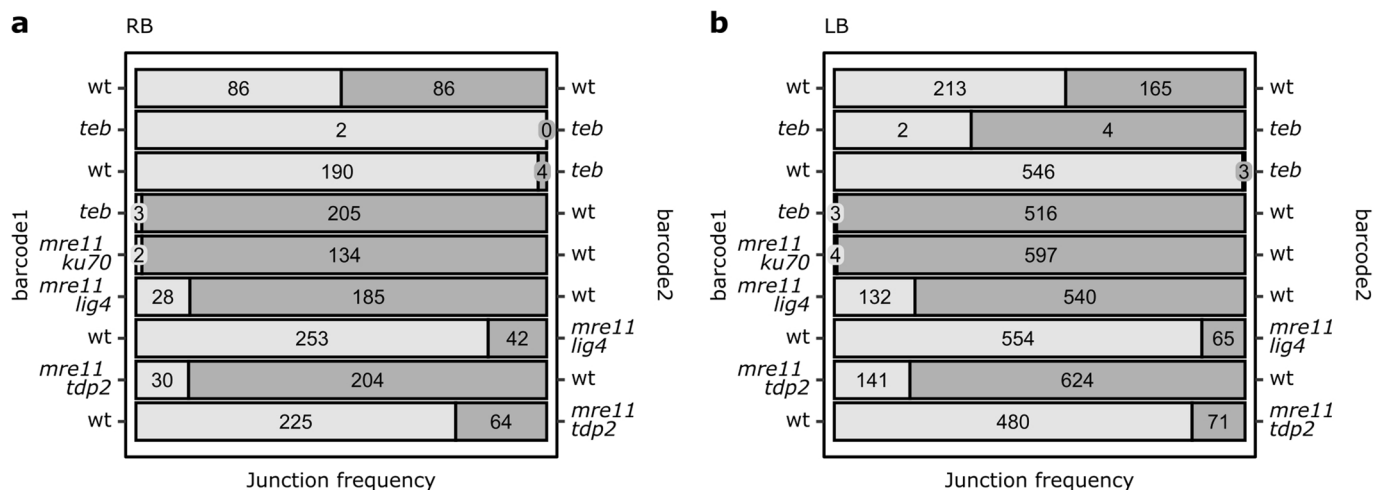 a
RB
wt 86 86 wt
teb 2 0 teb
wt 190 4 teb
teb 3 205 wt
mre11
ku70 2 134 wt
mre11
lig4 28 185 wt
wt 253 42 mre11
lig4
mre11
tdp2 30 204 wt
wt 225 64 mre11
tdp2
barcode1
barcode2
Junction frequency
b
LB
wt 213 165 wt
teb 2 4 teb
wt 546 3 teb
teb 3 516 wt
mre11
ku70 4 597 wt
mre11
lig4 132 540 wt
wt 554 65 mre11
lig4
mre11
tdp2 141 624 wt
wt 480 71 mre11
tdp2
barcode1
barcode2
Junction frequency